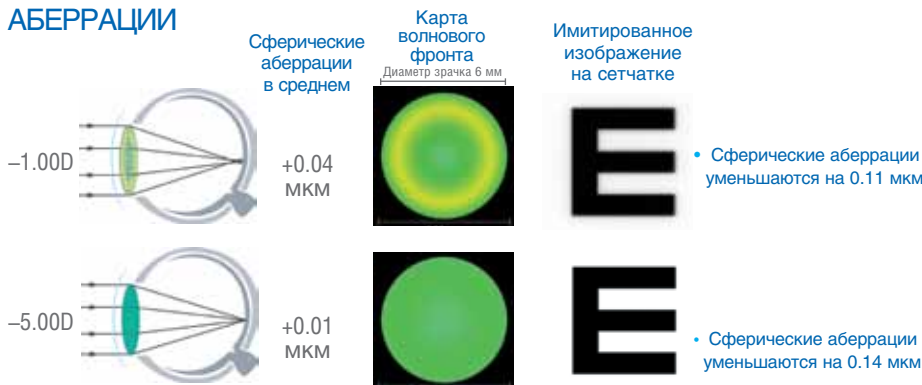 АБЕРРАЦИИ
Сферические
аберрации
в среднем
Карта
волнового
фронта
Диаметр зрачка 6 мм
Имитированное
изображение
на сетчатке
–1.00D
+0.04
мкм
E
• Сферические аберрации
уменьшаются на 0.11 мкм
–5.00D
+0.01
мкм
E
• Сферические аберрации
уменьшаются на 0.14 мкм